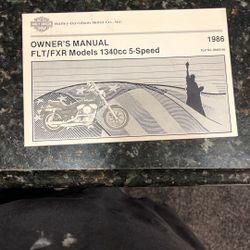 Harley-Davidson Motor Co., Inc.
OWNER'S MANUAL 1986
FLT/FXR Models 1340cc 5-Speed